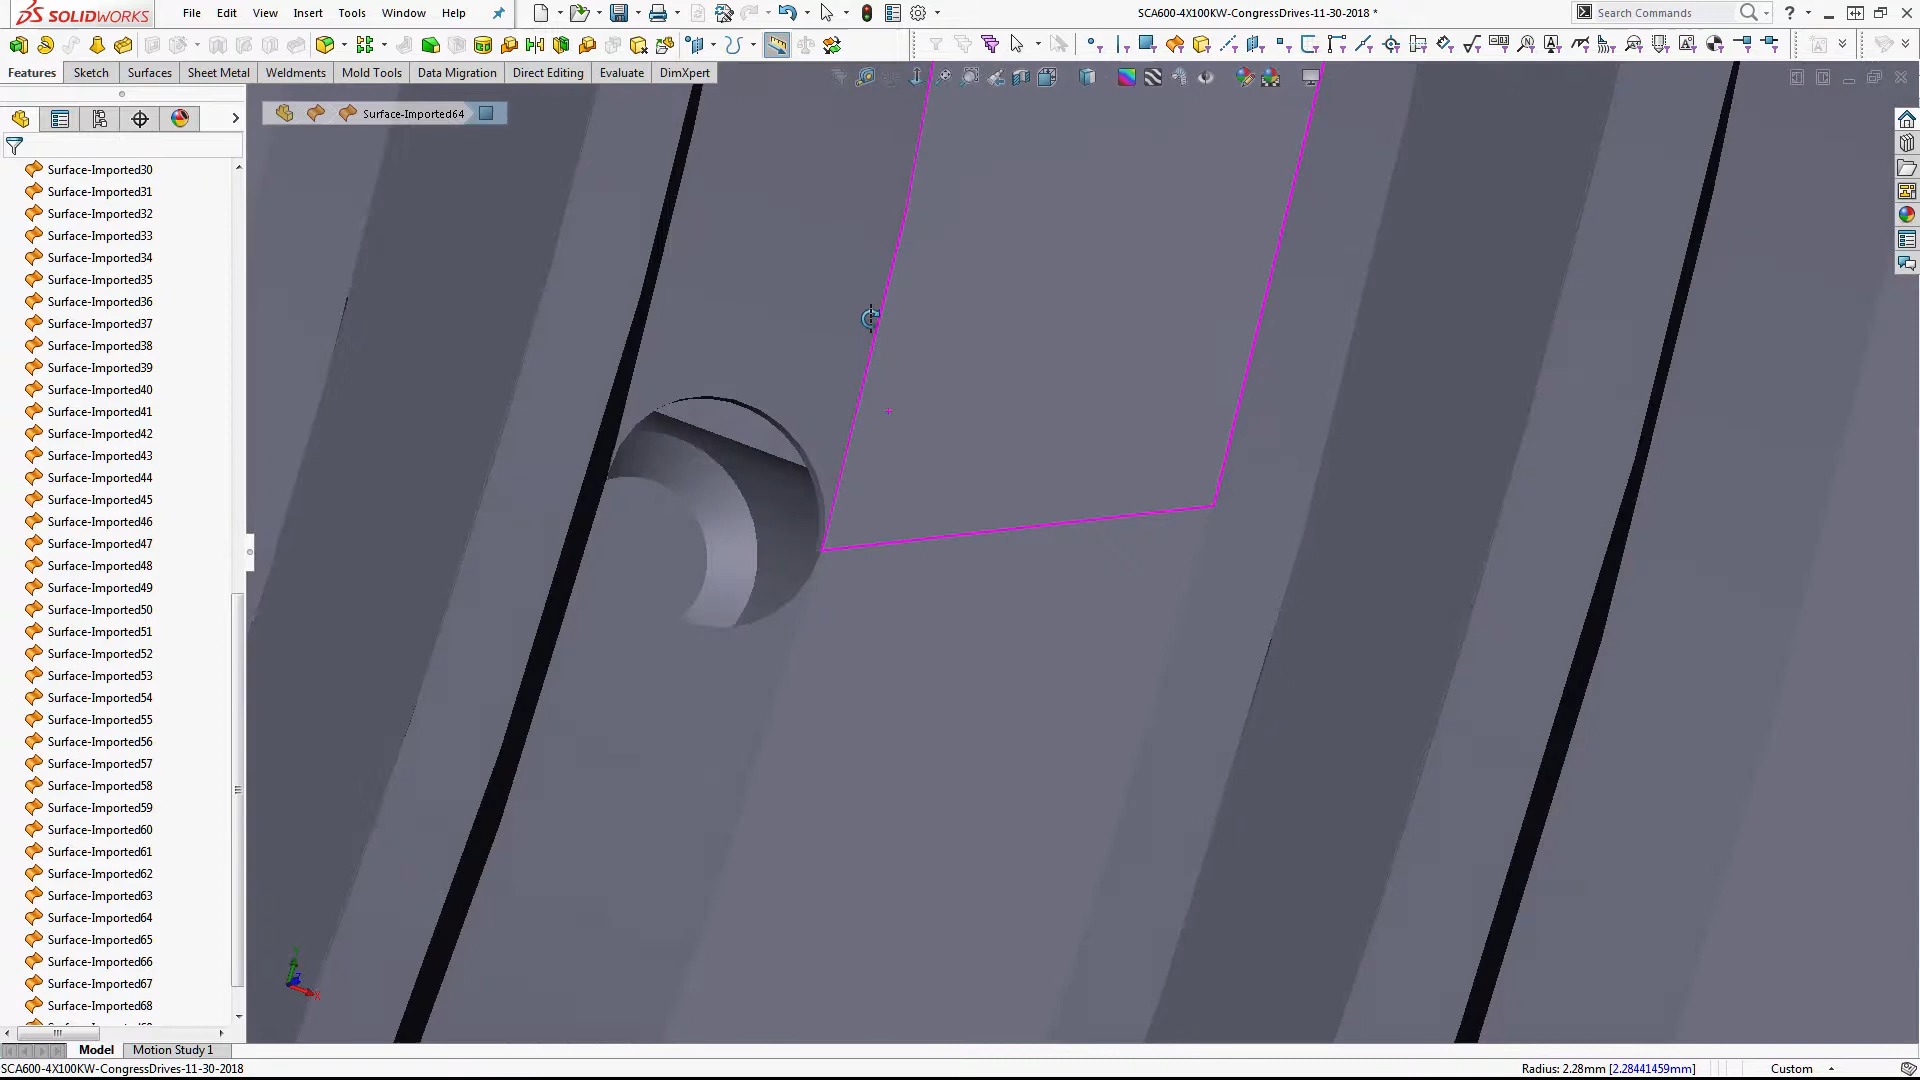 SOLIDWORKS
File Edit View Insert Tools Window Help
SCA600-4X100KW-CongressDrives-11-30-2018 *
Search Commands
Features Sketch Surfaces Sheet Metal Weldments Mold Tools Data Migration Direct Editing Evaluate DimXpert
Surface-Imported64
Surface-Imported30
Surface-Imported31
Surface-Imported32
Surface-Imported33
Surface-Imported34
Surface-Imported35
Surface-Imported36
Surface-Imported37
Surface-Imported38
Surface-Imported39
Surface-Imported40
Surface-Imported41
Surface-Imported42
Surface-Imported43
Surface-Imported44
Surface-Imported45
Surface-Imported46
Surface-Imported47
Surface-Imported48
Surface-Imported49
Surface-Imported50
Surface-Imported51
Surface-Imported52
Surface-Imported53
Surface-Imported54
Surface-Imported55
Surface-Imported56
Surface-Imported57
Surface-Imported58
Surface-Imported59
Surface-Imported60
Surface-Imported61
Surface-Imported62
Surface-Imported63
Surface-Imported64
Surface-Imported65
Surface-Imported66
Surface-Imported67
Surface-Imported68
Model Motion Study 1
SCA600-4X100KW-CongressDrives-11-30-2018
Radius: 2.28mm [2.28441459mm]
Custom